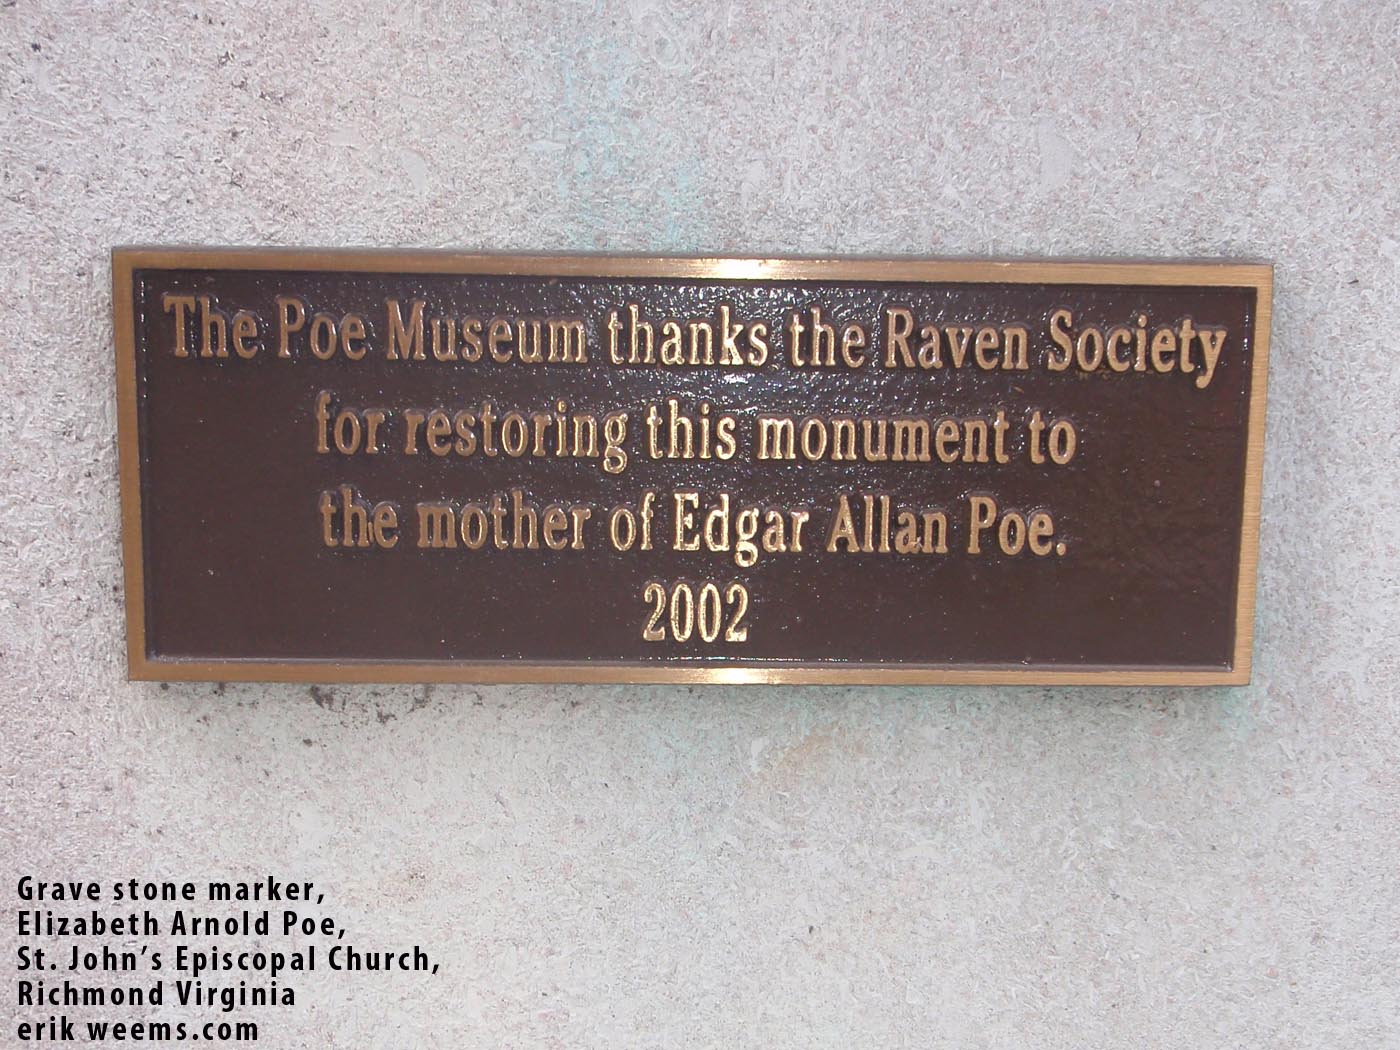 The Poe Museum thanks the Raven Society
for restoring this monument to
the mother of Edgar Allan Poe.
2002
Grave stone marker,
Elizabeth Arnold Poe,
St. John’s Episcopal Church,
Richmond Virginia
erik weems.com